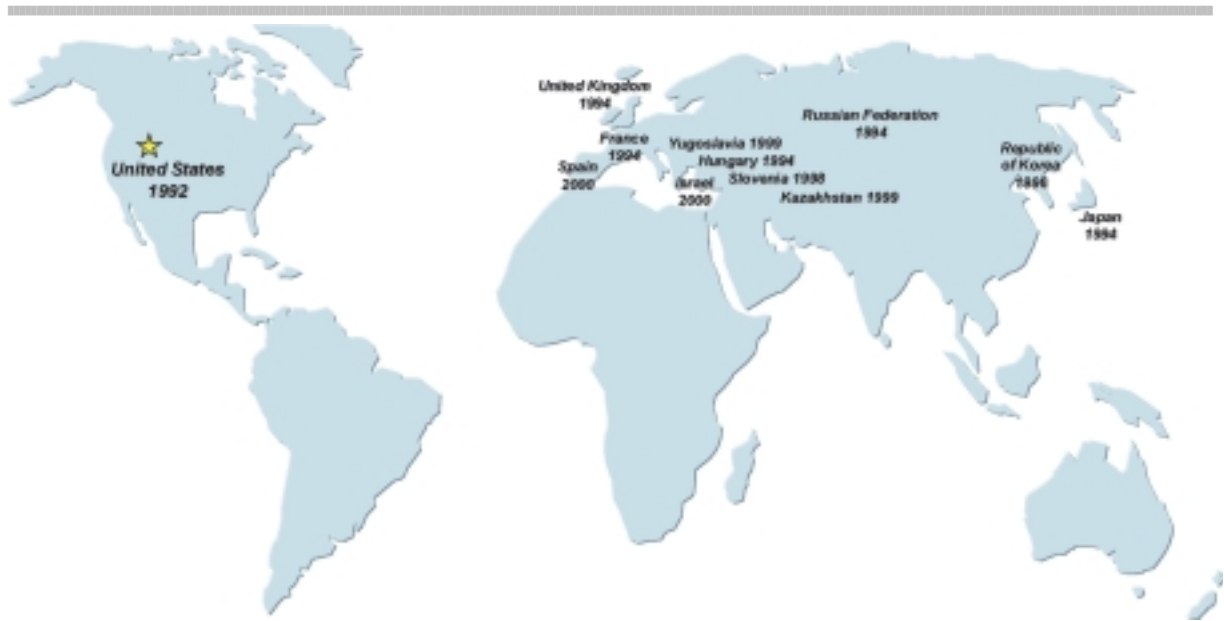 United Kingdom
1994
Russian Federation
1994
France
1994
Yugoslavia 1999
Hungary 1994
Republic
of Korea
Spain
2000
Israel
2000
Slovenia 1998
Kazakhstan 1999
United States
1992
Japan
1994